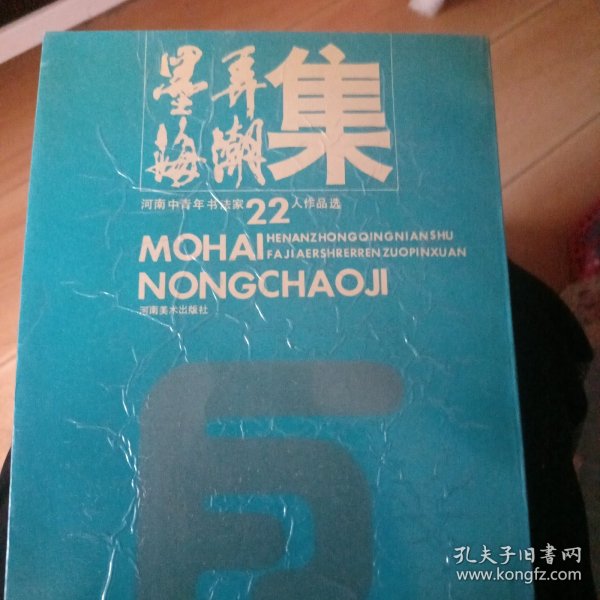 墨海弄潮集
河南中青年书法家22人作品选
MOHAI HENANZHONGQINGNIANSHU
FAJIAERSHRERRENZUOPINXUAN
NONGCHAOJI
河南美术出版社
孔夫子旧书网
www.kongfz.com